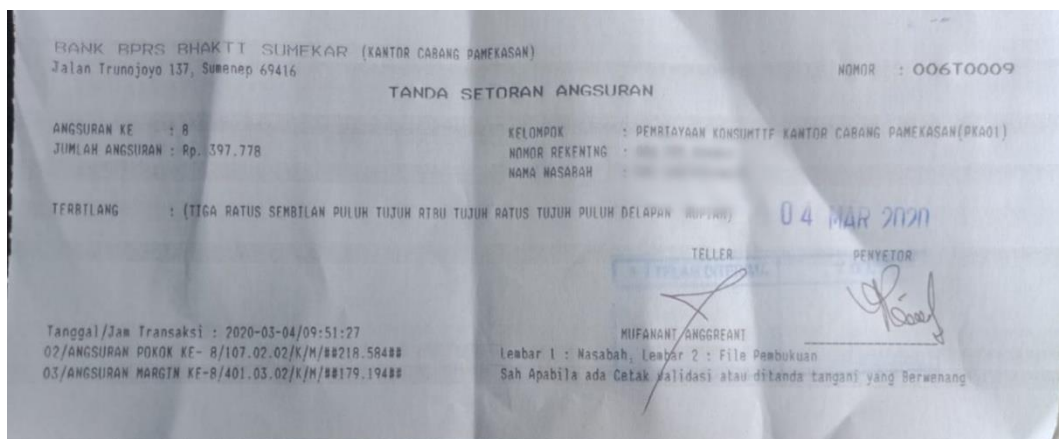 BANK BPRS BHAKTI SUMEKAR (KANTOR CABANG PAMEKASAN)
Jalan Trunojoyo 137, Sumenep 69416
NOMOR : 006T0009
TANDA SETORAN ANGSURAN
ANGSURAN KE : 8
KELOMPOK : PEMBIAYAAN KONSUMTIF KANTOR CABANG PAMEKASAN(PKA01)
JUMLAH ANGSURAN : Rp. 397.778
NOMOR REKENING :
NAMA NASABAH :
TERBILANG : (TIGA RATUS SEMBILAN PULUH TUJUH RIBU TUJUH RATUS TUJUH PULUH DELAPAN RUPIAH)
04 MAR 2020
TELLER PENYETOR
TELAH DITERIMA
Tanggal/Jam Transaksi : 2020-03-04/09:51:27
MUFANANI ANGGREANI
02/ANGSURAN POKOK KE- 8/107.02.02/K/M/##218.584##
Lembar 1 : Nasabah, Lembar 2 : File Pembukuan
03/ANGSURAN MARGIN KE-8/401.03.02/K/M/##179.194##
Sah Apabila ada Cetak Validasi atau ditanda tangani yang Berwenang